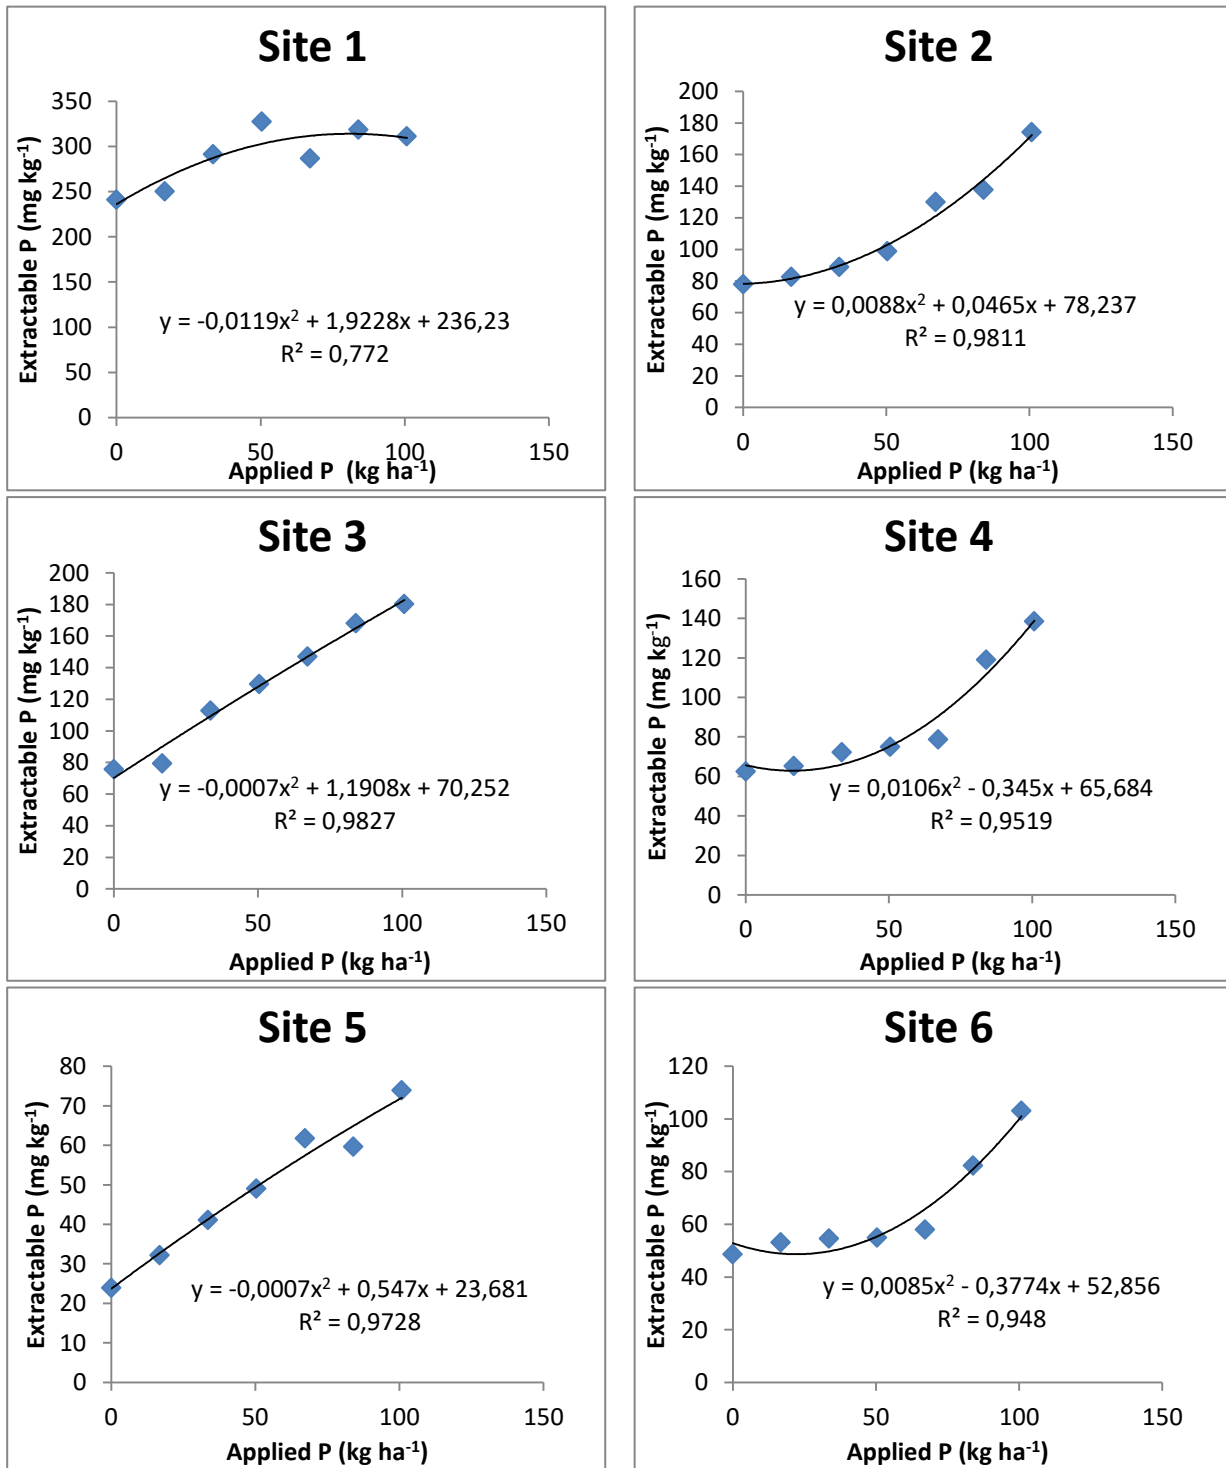 Site 1
Extractable P (mg kg⁻¹)
350
300
250
200
150
100
50
0
y = -0,0119x² + 1,9228x + 236,23
R² = 0,772
0 50 100 150
Applied P (kg ha⁻¹)
Site 2
Extractable P (mg kg⁻¹)
200
180
160
140
120
100
80
60
40
20
0
y = 0,0088x² + 0,0465x + 78,237
R² = 0,9811
0 50 100 150
Applied P (kg ha⁻¹)
Site 3
Extractable P (mg kg⁻¹)
200
180
160
140
120
100
80
60
40
20
0
y = -0,0007x² + 1,1908x + 70,252
R² = 0,9827
0 50 100 150
Applied P (kg ha⁻¹)
Site 4
Extractable P (mg kg⁻¹)
160
140
120
100
80
60
40
20
0
y = 0,0106x² - 0,345x + 65,684
R² = 0,9519
0 50 100 150
Applied P (kg ha⁻¹)
Site 5
Extractable P (mg kg⁻¹)
80
70
60
50
40
30
20
10
0
y = -0,0007x² + 0,547x + 23,681
R² = 0,9728
0 50 100 150
Applied P (kg ha⁻¹)
Site 6
Extractable P (mg kg⁻¹)
120
100
80
60
40
20
0
y = 0,0085x² - 0,3774x + 52,856
R² = 0,948
0 50 100 150
Applied P (kg ha⁻¹)